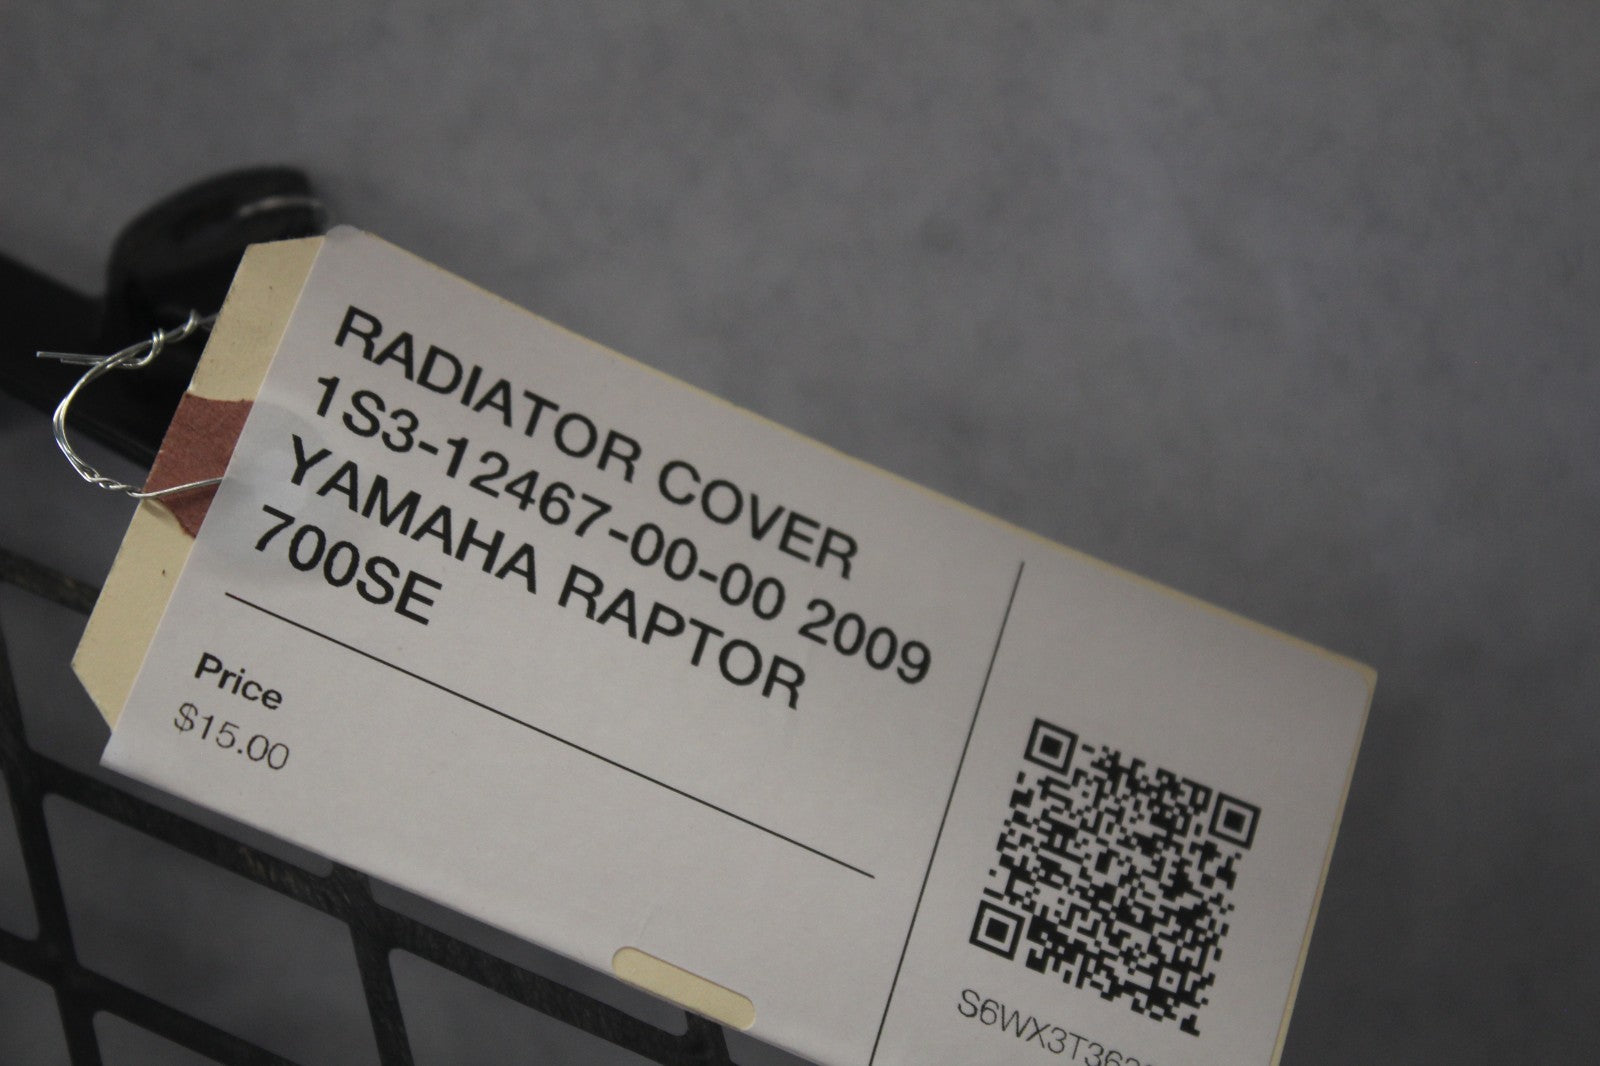 RADIATOR COVER
1S3-12467-00-00 2009
YAMAHA RAPTOR
700SE
Price
$15.00